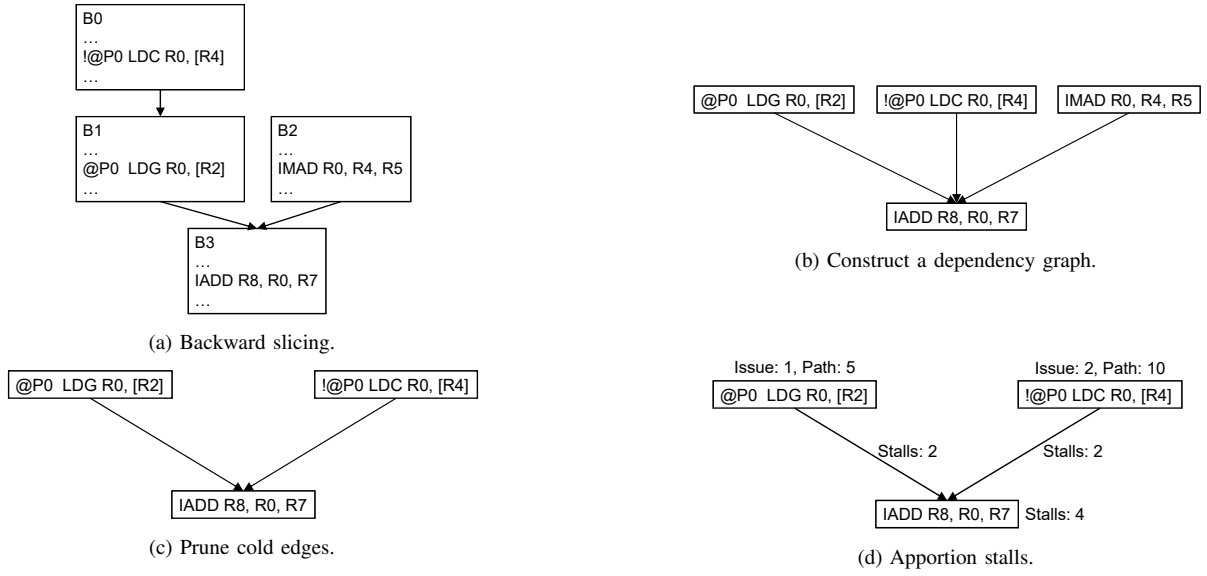 B0
…
!@P0 LDC R0, [R4]
…
B1
…
@P0 LDG R0, [R2]
…
B2
…
IMAD R0, R4, R5
…
B3
…
IADD R8, R0, R7
…
(a) Backward slicing.
@P0 LDG R0, [R2]
!@P0 LDC R0, [R4]
IMAD R0, R4, R5
IADD R8, R0, R7
(b) Construct a dependency graph.
@P0 LDG R0, [R2]
!@P0 LDC R0, [R4]
IADD R8, R0, R7
(c) Prune cold edges.
Issue: 1, Path: 5
@P0 LDG R0, [R2]
Issue: 2, Path: 10
!@P0 LDC R0, [R4]
Stalls: 2
Stalls: 2
IADD R8, R0, R7
Stalls: 4
(d) Apportion stalls.